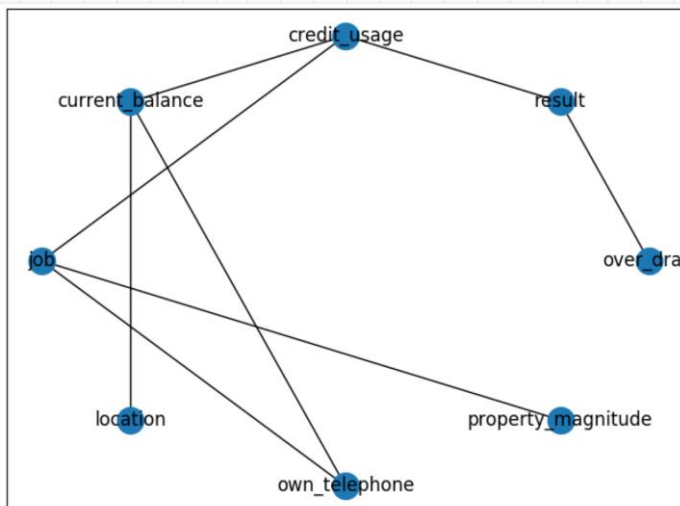 credit_usage
current_balance
result
job
over_dra
location
property_magnitude
own_telephone